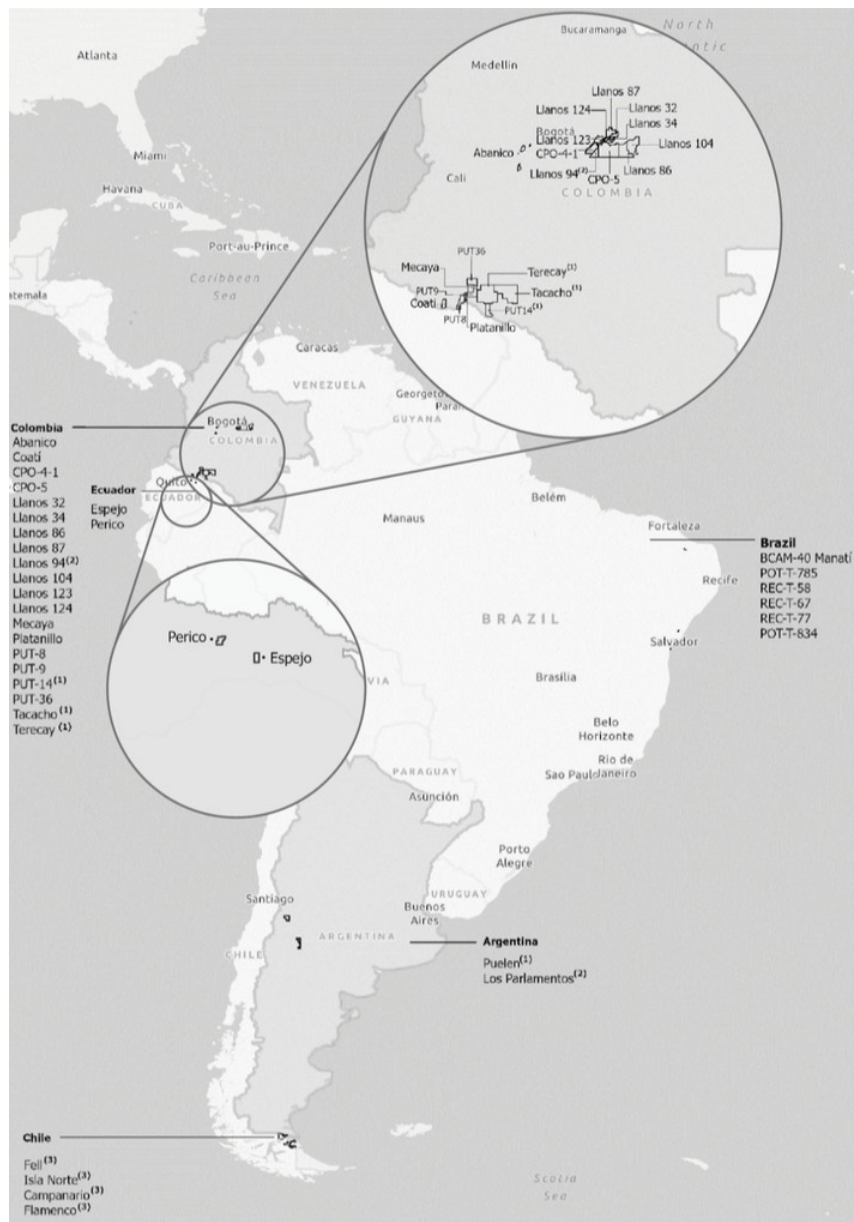 North
Bucaramanga
Atlanta
Medellín
Llanos 87
Llanos 124
Llanos 32
Llanos 34
Bogotá
Llanos 123
Llanos 104
Abanico
CPO-4-1
Miami
Llanos 94(2)
Llanos 86
CPO-5
Cali
COLOMBIA
Havana
CUBA
Port-au-Prince
PUT36
Mecaya
Terecay(1)
Caribbean
Sea
PUT9
Tacacho(1)
Coatí
PUT14(1)
PUT8
Platanillo
Caracas
VENEZUELA
GUYANA
Colombia
Abanico
Coatí
CPO-4-1
CPO-5
Llanos 32
Llanos 34
Llanos 86
Llanos 87
Llanos 94(2)
Llanos 104
Llanos 123
Llanos 124
Mecaya
Platanillo
PUT-8
PUT-9
PUT-14(1)
PUT-36
Tacacho(1)
Terecay (1)
Bogotá
COLOMBIA
Quito
ECUADOR
Ecuador
Espejo
Perico
Belém
Manaus
Fortaleza
Recife
BRAZIL
Salvador
Brazil
BCAM-40 Manatí
POT-T-785
REC-T-58
REC-T-67
REC-T-77
POT-T-834
Perico
Espejo
VIA
Brasília
Belo
Horizonte
Rio de
Janeiro
Sao Paulo
PARAGUAY
Asunción
Porto
Alegre
URUGUAY
Santiago
Buenos
Aires
ARGENTINA
CHILE
Argentina
Puelen(1)
Los Parlamentos(2)
Chile
Fell(3)
Isla Norte(3)
Campanario(3)
Flamenco(3)
Scotia
Sea